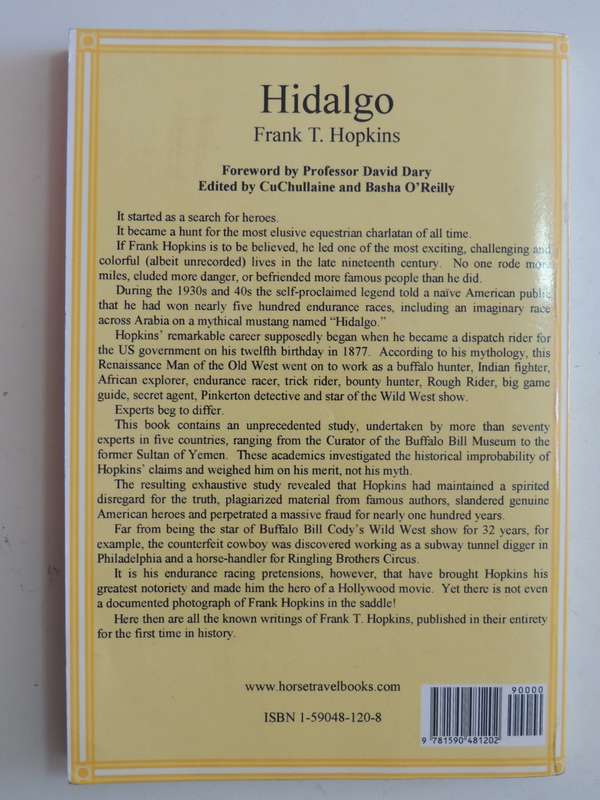 Hidalgo
Frank T. Hopkins
Foreword by Professor David Dary
Edited by CuChullaine and Basha O'Reilly
It started as a search for heroes.
It became a hunt for the most elusive equestrian charlatan of all time.
If Frank Hopkins is to be believed, he led one of the most exciting, challenging and
colorful (albeit unrecorded) lives in the late nineteenth century. No one rode more
miles, eluded more danger, or befriended more famous people than he did.
During the 1930s and 40s the self-proclaimed legend told a naïve American public
that he had won nearly five hundred endurance races, including an imaginary race
across Arabia on a mythical mustang named "Hidalgo."
Hopkins' remarkable career supposedly began when he became a dispatch rider for
the US government on his twelfth birthday in 1877. According to his mythology, this
Renaissance Man of the Old West went on to work as a buffalo hunter, Indian fighter,
African explorer, endurance racer, trick rider, bounty hunter, Rough Rider, big game
guide, secret agent, Pinkerton detective and star of the Wild West show.
Experts beg to differ.
This book contains an unprecedented study, undertaken by more than seventy
experts in five countries, ranging from the Curator of the Buffalo Bill Museum to the
former Sultan of Yemen. These academics investigated the historical improbability of
Hopkins' claims and weighed him on his merit, not his myth.
The resulting exhaustive study revealed that Hopkins had maintained a spirited
disregard for the truth, plagiarized material from famous authors, slandered genuine
American heroes and perpetrated a massive fraud for nearly one hundred years.
Far from being the star of Buffalo Bill Cody's Wild West show for 32 years, for
example, the counterfeit cowboy was discovered working as a subway tunnel digger in
Philadelphia and a horse-handler for Ringling Brothers Circus.
It is his endurance racing pretensions, however, that have brought Hopkins his
greatest notoriety and made him the hero of a Hollywood movie. Yet there is not even
a documented photograph of Frank Hopkins in the saddle!
Here then are all the known writings of Frank T. Hopkins, published in their entirety
for the first time in history.
www.horsetravelbooks.com
ISBN 1-59048-120-8
90000
9 781590 481202